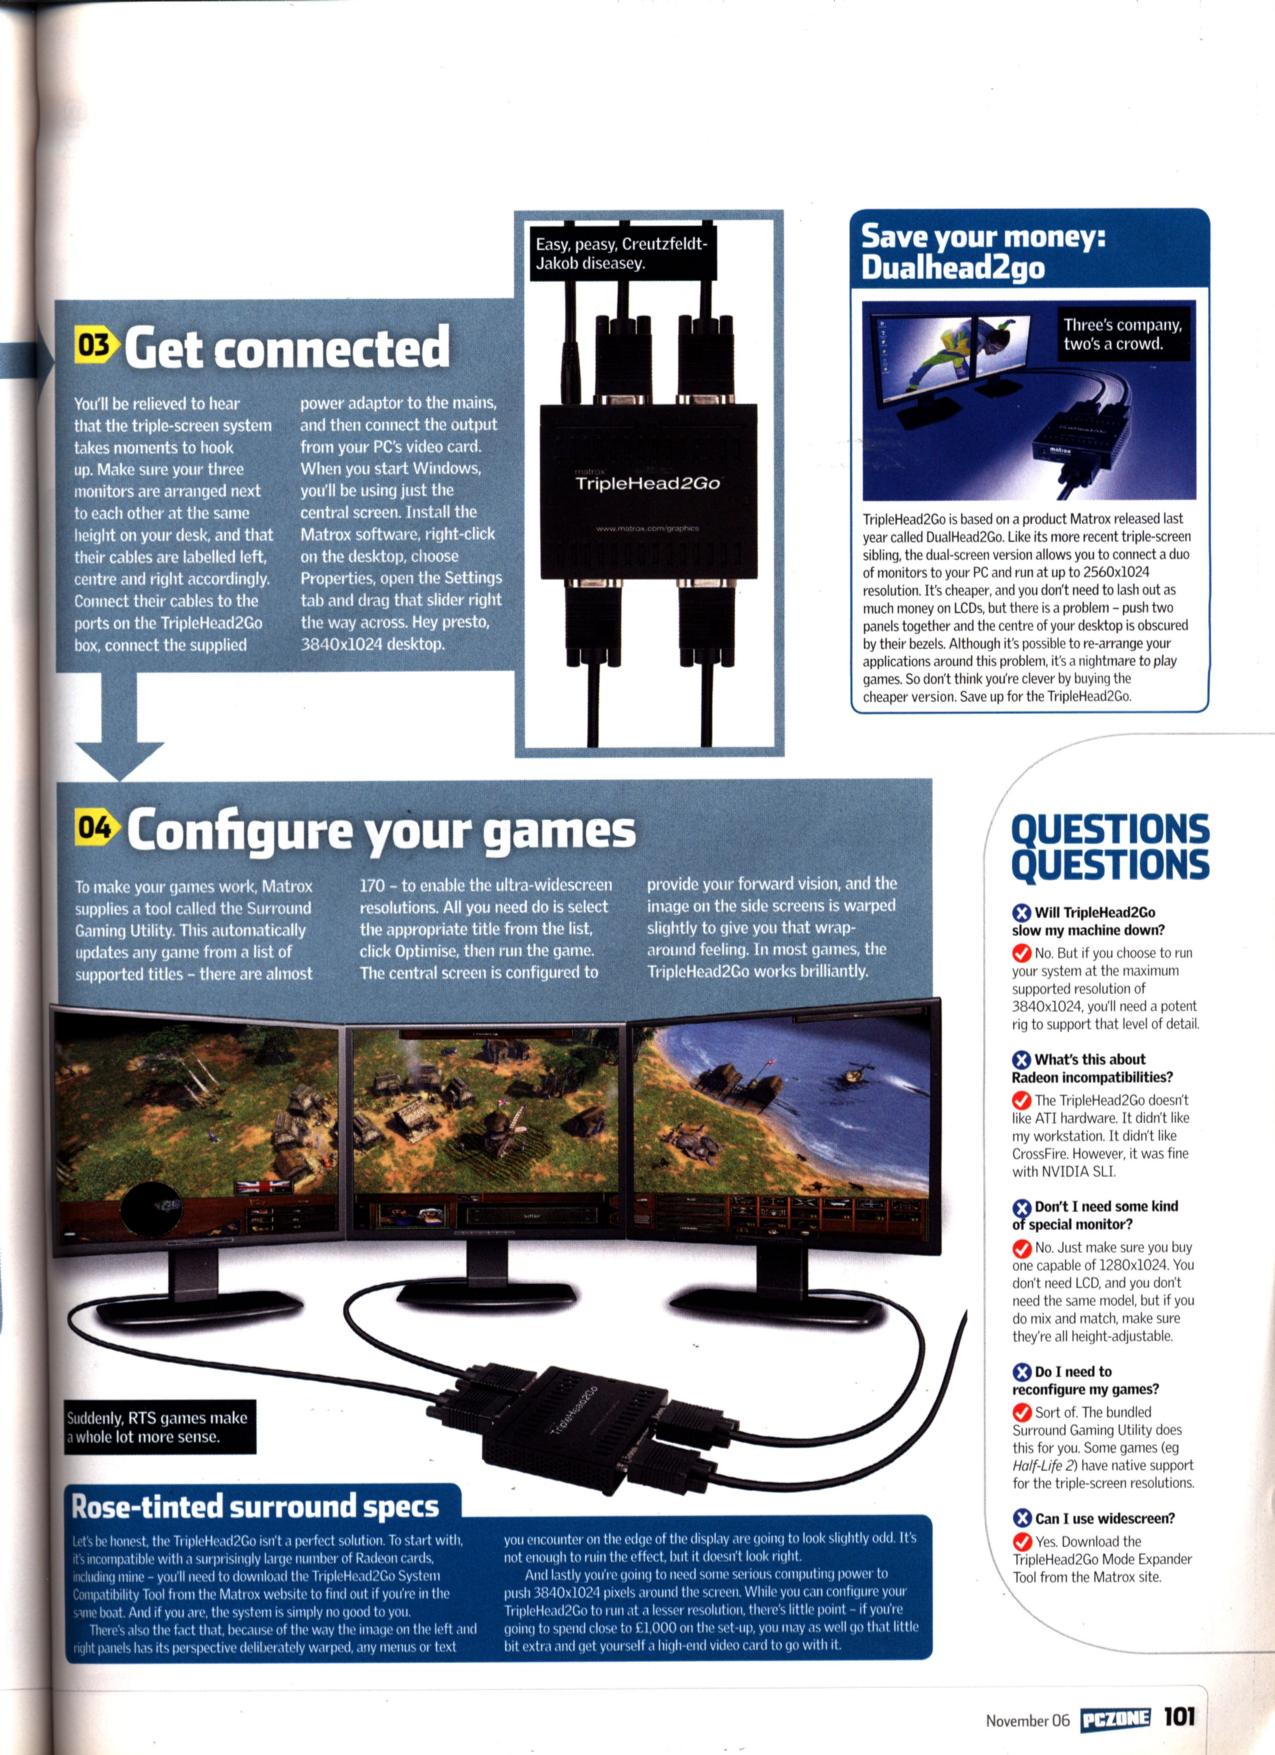 03 Get connected
You'll be relieved to hear
that the triple-screen system
takes moments to hook
up. Make sure your three
monitors are arranged next
to each other at the same
height on your desk, and that
their cables are labelled left,
centre and right accordingly.
Connect their cables to the
ports on the TripleHead2Go
box, connect the supplied
power adaptor to the mains,
and then connect the output
from your PC's video card.
When you start Windows,
you'll be using just the
central screen. Install the
Matrox software, right-click
on the desktop, choose
Properties, open the Settings
tab and drag that slider right
the way across. Hey presto,
3840x1024 desktop.
Easy, peasy, Creutzfeldt-
Jakob diseasey.
matrox
TripleHead2Go
www.matrox.com/graphics
Save your money:
Dualhead2go
Three's company,
two's a crowd.
matrox
TripleHead2Go is based on a product Matrox released last
year called DualHead2Go. Like its more recent triple-screen
sibling, the dual-screen version allows you to connect a duo
of monitors to your PC and run at up to 2560x1024
resolution. It's cheaper, and you don't need to lash out as
much money on LCDs, but there is a problem – push two
panels together and the centre of your desktop is obscured
by their bezels. Although it's possible to re-arrange your
applications around this problem, it's a nightmare to play
games. So don't think you're clever by buying the
cheaper version. Save up for the TripleHead2Go.
04 Configure your games
To make your games work, Matrox
supplies a tool called the Surround
Gaming Utility. This automatically
updates any game from a list of
supported titles – there are almost
170 – to enable the ultra-widescreen
resolutions. All you need do is select
the appropriate title from the list,
click Optimise, then run the game.
The central screen is configured to
provide your forward vision, and the
image on the side screens is warped
slightly to give you that wrap-
around feeling. In most games, the
TripleHead2Go works brilliantly.
TripleHead2Go
Suddenly, RTS games make
a whole lot more sense.
Rose-tinted surround specs
Let's be honest, the TripleHead2Go isn't a perfect solution. To start with,
it's incompatible with a surprisingly large number of Radeon cards,
including mine – you'll need to download the TripleHead2Go System
Compatibility Tool from the Matrox website to find out if you're in the
same boat. And if you are, the system is simply no good to you.
There's also the fact that, because of the way the image on the left and
right panels has its perspective deliberately warped, any menus or text
you encounter on the edge of the display are going to look slightly odd. It's
not enough to ruin the effect, but it doesn't look right.
And lastly you're going to need some serious computing power to
push 3840x1024 pixels around the screen. While you can configure your
TripleHead2Go to run at a lesser resolution, there's little point – if you're
going to spend close to £1,000 on the set-up, you may as well go that little
bit extra and get yourself a high-end video card to go with it.
QUESTIONS
QUESTIONS
Will TripleHead2Go
slow my machine down?
No. But if you choose to run
your system at the maximum
supported resolution of
3840x1024, you'll need a potent
rig to support that level of detail.
What's this about
Radeon incompatibilities?
The TripleHead2Go doesn't
like ATI hardware. It didn't like
my workstation. It didn't like
CrossFire. However, it was fine
with NVIDIA SLI.
Don't I need some kind
of special monitor?
No. Just make sure you buy
one capable of 1280x1024. You
don't need LCD, and you don't
need the same model, but if you
do mix and match, make sure
they're all height-adjustable.
Do I need to
reconfigure my games?
Sort of. The bundled
Surround Gaming Utility does
this for you. Some games (eg
Half-Life 2) have native support
for the triple-screen resolutions.
Can I use widescreen?
Yes. Download the
TripleHead2Go Mode Expander
Tool from the Matrox site.
November 06 PCZONE 101